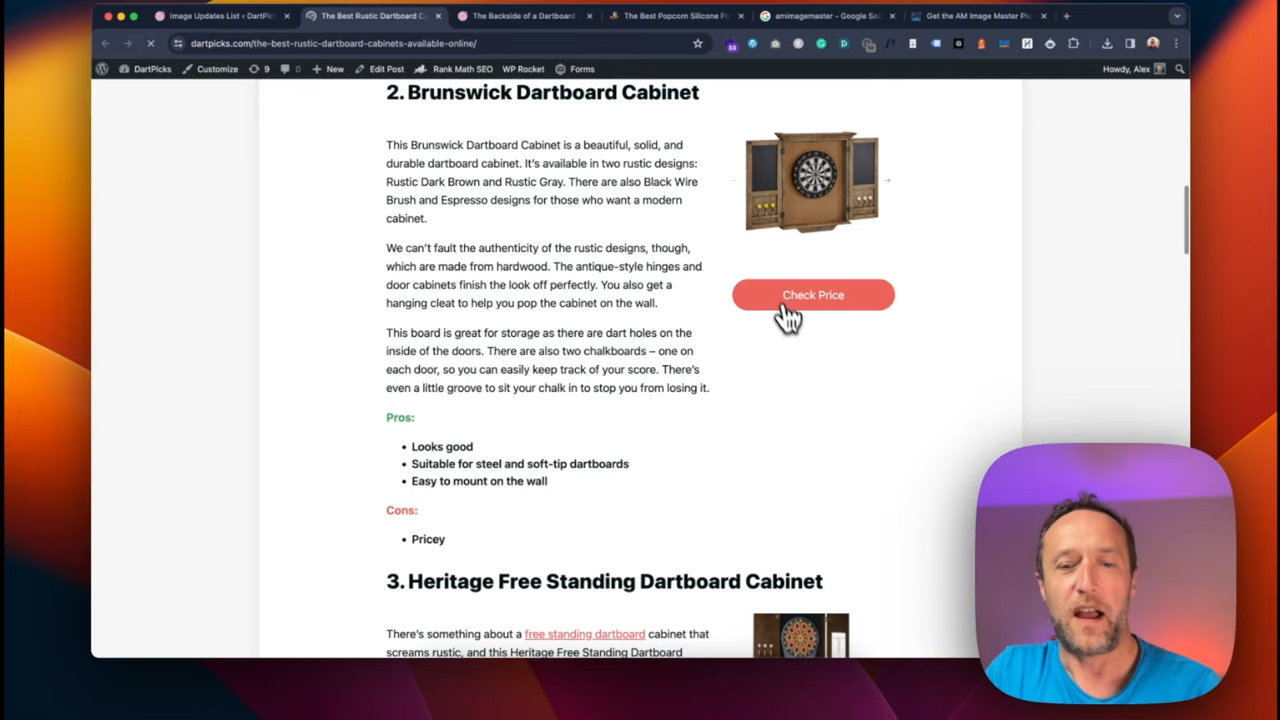 Image Updates List ‹ DartPic
The Best Rustic Dartboard C
The Backside of a Dartboard
The Best Popcorn Silicone P
amimagemaster - Google Se
Get the AM Image Master Plu
dartpicks.com/the-best-rustic-dartboard-cabinets-available-online/
33
DartPicks
Customize
9
0
New
Edit Post
Rank Math SEO
WP Rocket
Forms
Howdy, Alex
2. Brunswick Dartboard Cabinet
This Brunswick Dartboard Cabinet is a beautiful, solid, and
durable dartboard cabinet. It’s available in two rustic designs:
Rustic Dark Brown and Rustic Gray. There are also Black Wire
Brush and Espresso designs for those who want a modern
cabinet.
We can’t fault the authenticity of the rustic designs, though,
which are made from hardwood. The antique-style hinges and
door cabinets finish the look off perfectly. You also get a
hanging cleat to help you pop the cabinet on the wall.
This board is great for storage as there are dart holes on the
inside of the doors. There are also two chalkboards – one on
each door, so you can easily keep track of your score. There’s
even a little groove to sit your chalk in to stop you from losing it.
Check Price
Pros:
• Looks good
• Suitable for steel and soft-tip dartboards
• Easy to mount on the wall
Cons:
• Pricey
3. Heritage Free Standing Dartboard Cabinet
There’s something about a free standing dartboard cabinet that
screams rustic, and this Heritage Free Standing Dartboard